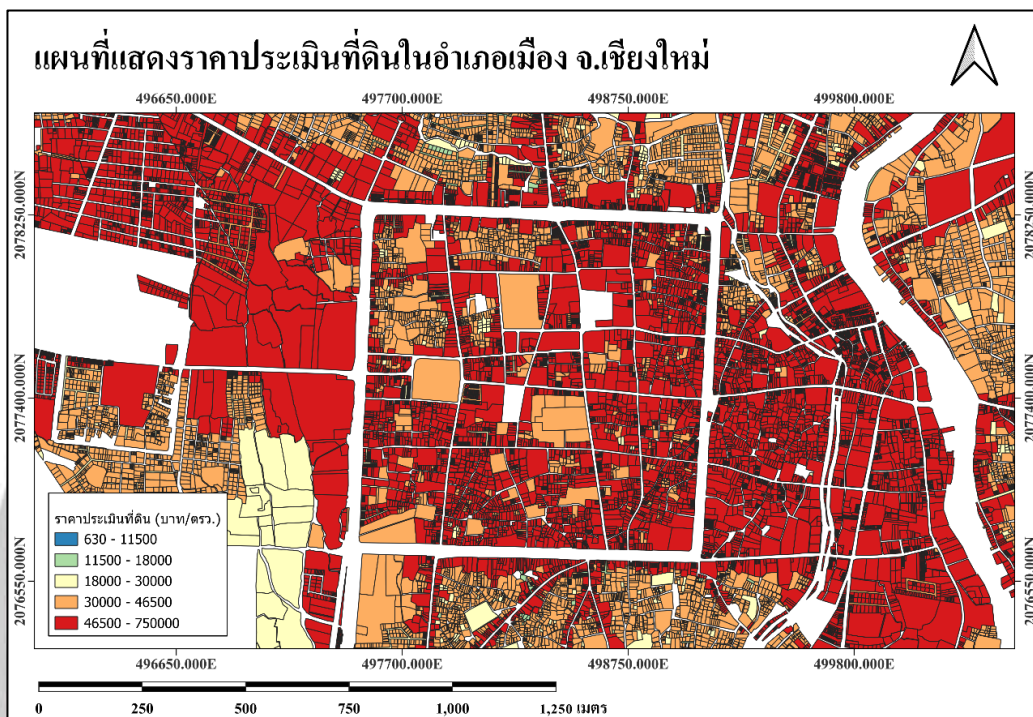 แผนที่แสดงราคาประเมินที่ดินในอำเภอเมือง จ.เชียงใหม่
496650.000E 497700.000E 498750.000E 499800.000E
2078250.000N 2078250.000N
2077400.000N 2077400.000N
2076550.000N 2076550.000N
ราคาประเมินที่ดิน (บาท/ตรว.)
630 - 11500
11500 - 18000
18000 - 30000
30000 - 46500
46500 - 750000
496650.000E 497700.000E 498750.000E 499800.000E
0 250 500 750 1,000 1,250 เมตร